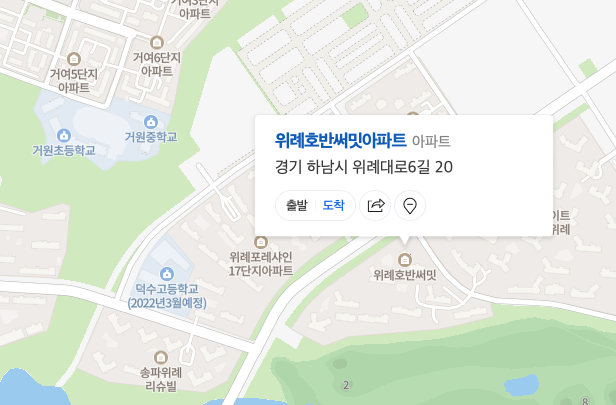 거여3단지
아파트
거여6단지
아파트
거여5단지
아파트
거원중학교
거원초등학교
위례호반써밋아파트 아파트
경기 하남시 위례대로6길 20
출발 도착
이트
위례
위례포레샤인
17단지아파트
위례호반써밋
덕수고등학교
(2022년3월예정)
송파위례
리슈빌
2
8